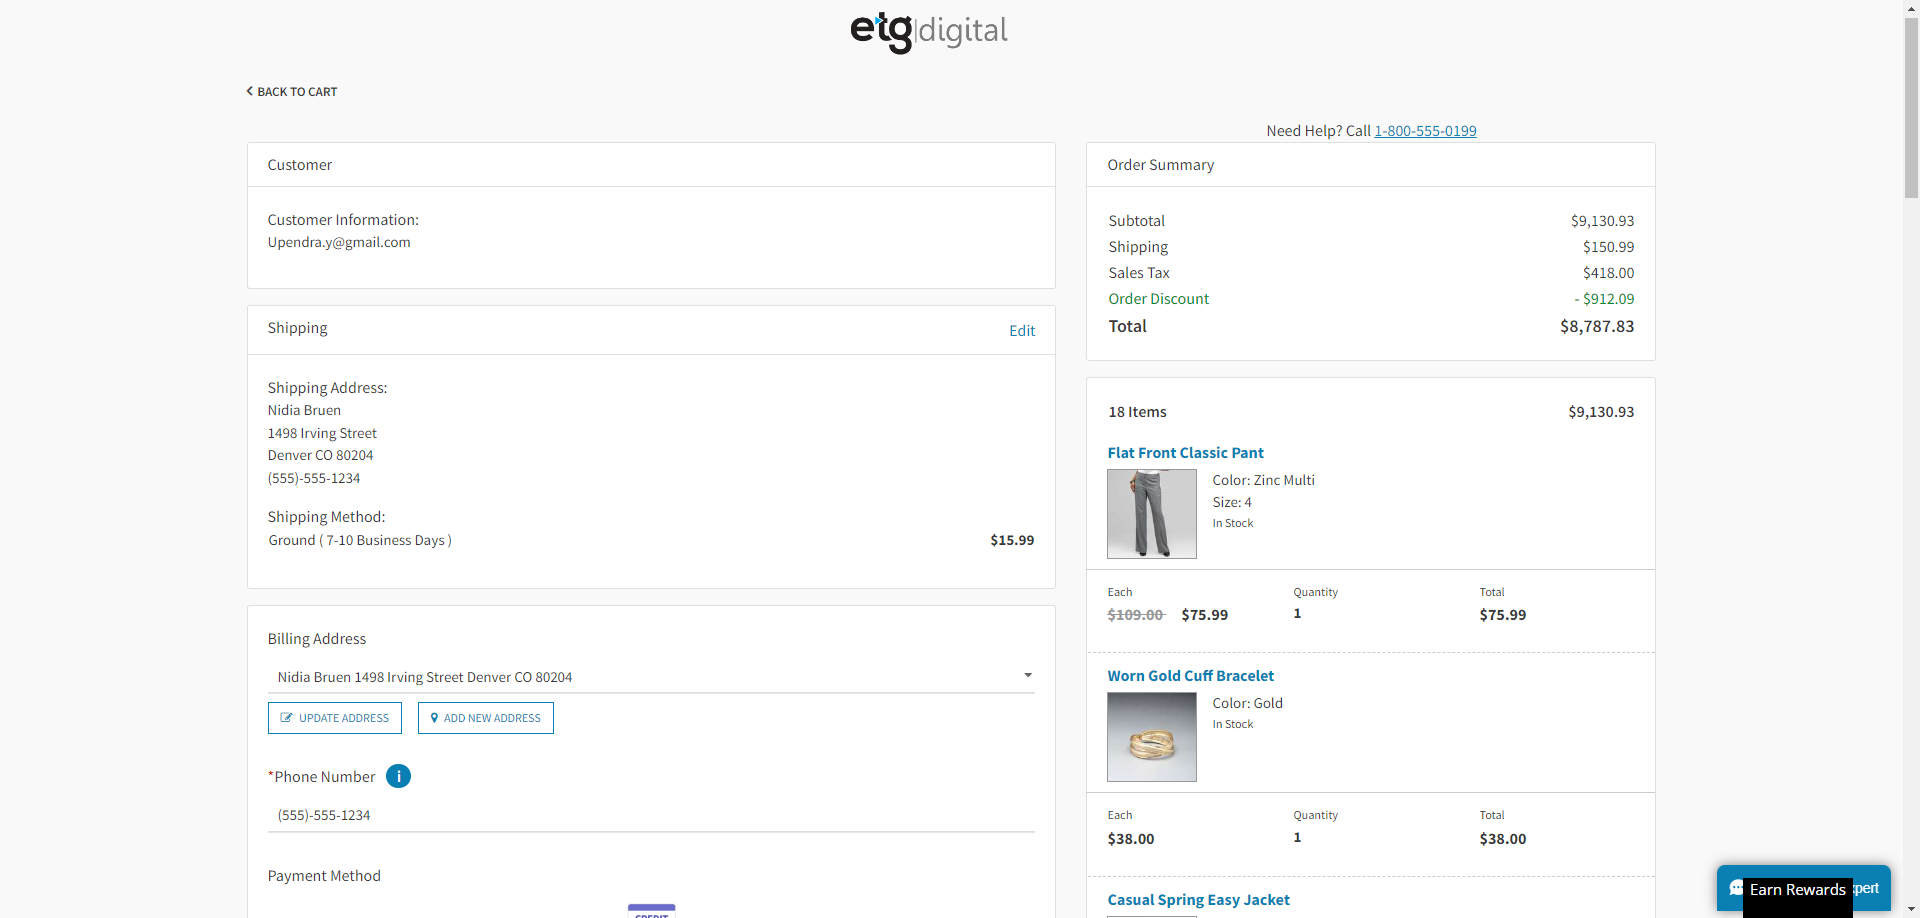 etg|digital
BACK TO CART
Need Help? Call 1-800-555-0199
Customer
Customer Information:
Upendra.y@gmail.com
Shipping
Edit
Shipping Address:
Nidia Bruen
1498 Irving Street
Denver CO 80204
(555)-555-1234
Shipping Method:
Ground ( 7-10 Business Days )
$15.99
Billing Address
Nidia Bruen 1498 Irving Street Denver CO 80204
UPDATE ADDRESS
ADD NEW ADDRESS
*Phone Number i
(555)-555-1234
Payment Method
CREDIT
Order Summary
Subtotal $9,130.93
Shipping $150.99
Sales Tax $418.00
Order Discount - $912.09
Total $8,787.83
18 Items $9,130.93
Flat Front Classic Pant
Color: Zinc Multi
Size: 4
In Stock
Each Quantity Total
$109.00 $75.99 1 $75.99
Worn Gold Cuff Bracelet
Color: Gold
In Stock
Each Quantity Total
$38.00 1 $38.00
Casual Spring Easy Jacket
Earn Rewards
xpert